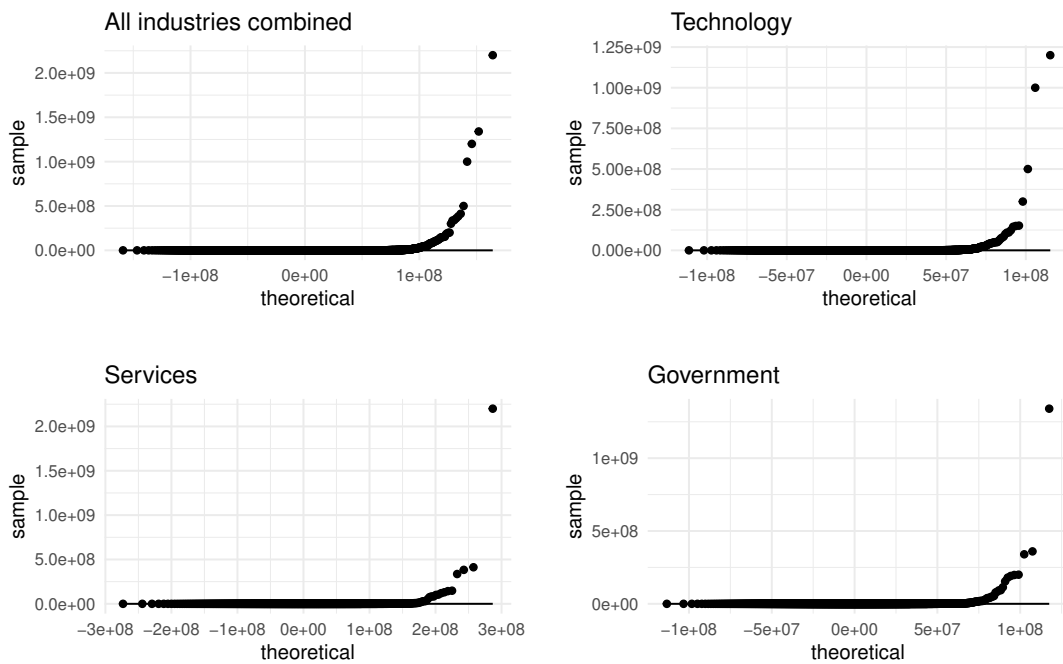 All industries combined
2.0e+09
1.5e+09
1.0e+09
5.0e+08
0.0e+00
sample
−1e+08
0e+00
1e+08
theoretical
Technology
1.25e+09
1.00e+09
7.50e+08
5.00e+08
2.50e+08
0.00e+00
sample
−1e+08
−5e+07
0e+00
5e+07
1e+08
theoretical
Services
2.0e+09
1.5e+09
1.0e+09
5.0e+08
0.0e+00
sample
−3e+08
−2e+08
−1e+08
0e+00
1e+08
2e+08
3e+08
theoretical
Government
1e+09
5e+08
0e+00
sample
−1e+08
−5e+07
0e+00
5e+07
1e+08
theoretical